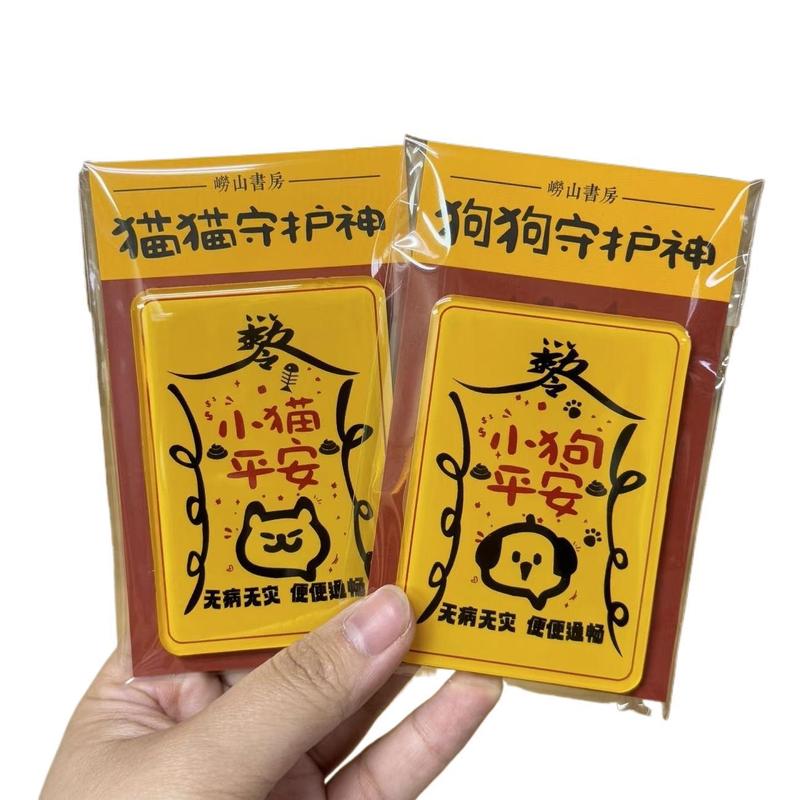 崂山書房
猫猫守护神
小猫
平安
无病无灾 便便通畅
崂山書房
狗狗守护神
小狗
平安
无病无灾 便便通畅